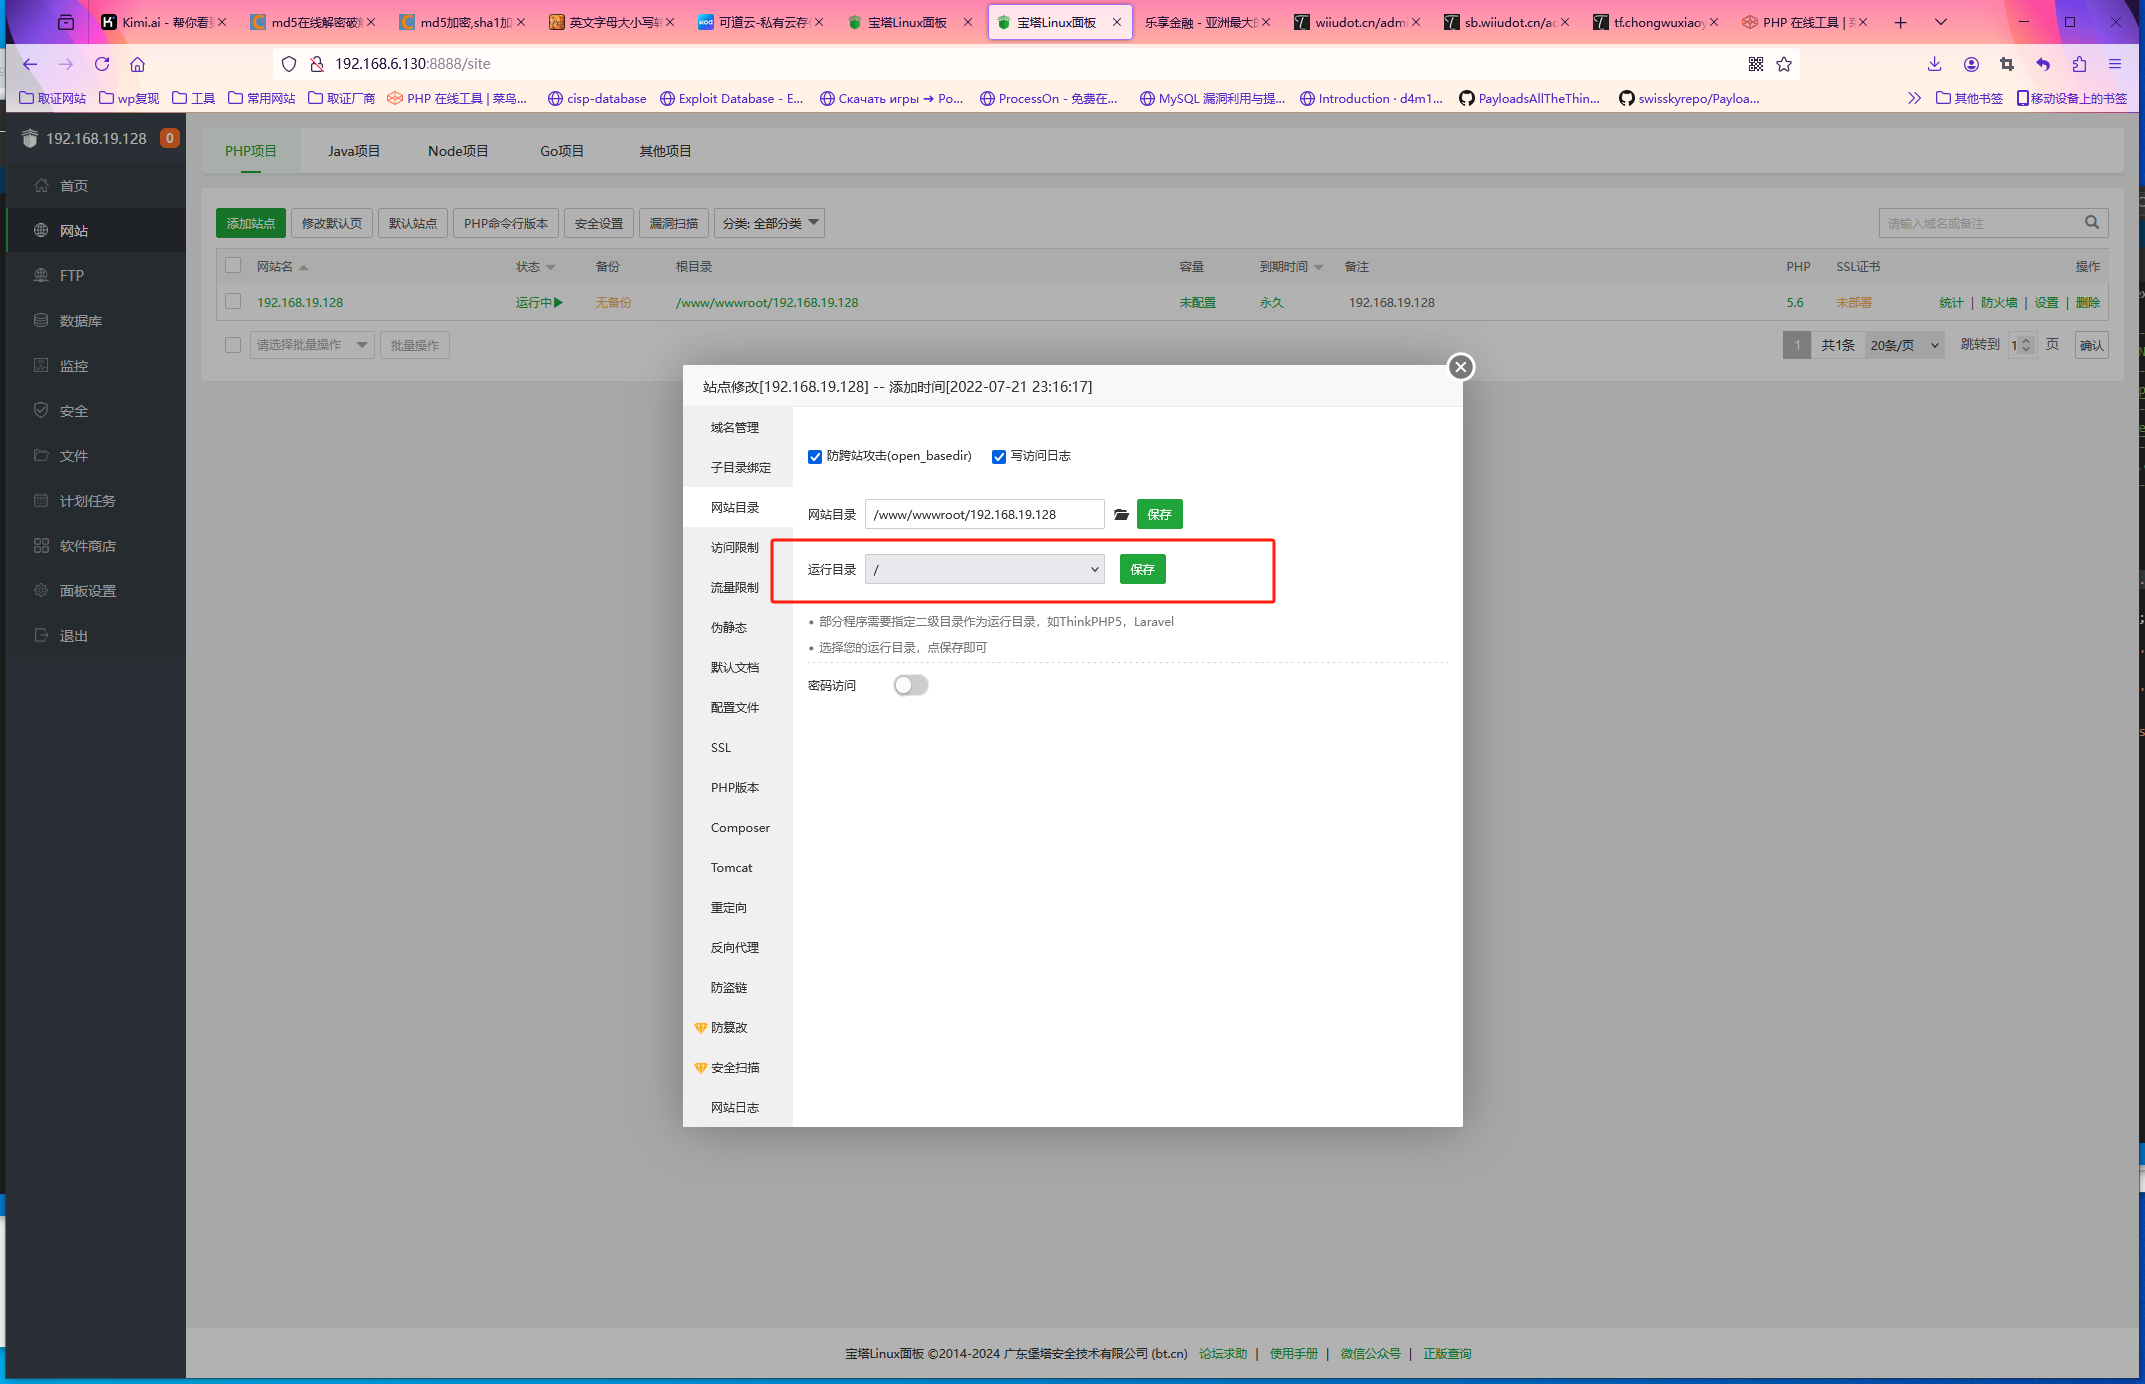 Kimi.ai - 帮你看更
md5在线解密破解
md5加密,sha1加
英文字母大小写转
可道云-私有云存
宝塔Linux面板
宝塔Linux面板
乐享金融 - 亚洲最大的
wiiudot.cn/admi
sb.wiiudot.cn/ad
tf.chongwuxiaoy
PHP 在线工具 | 菜
192.168.6.130:8888/site
取证网站
wp复现
工具
常用网站
取证厂商
PHP 在线工具 | 菜鸟...
cisp-database
Exploit Database - E...
Скачать игры → Po...
ProcessOn - 免费在...
MySQL 漏洞利用与提...
Introduction · d4m1...
PayloadsAllTheThin...
swisskyrepo/Payloa...
其他书签
移动设备上的书签
192.168.19.128 0
首页
网站
FTP
数据库
监控
安全
文件
计划任务
软件商店
面板设置
退出
PHP项目 Java项目 Node项目 Go项目 其他项目
添加站点 修改默认页 默认站点 PHP命令行版本 安全设置 漏洞扫描 分类: 全部分类 请输入域名或备注
网站名 状态 备份 根目录 容量 到期时间 备注 PHP SSL证书 操作
192.168.19.128 运行中 无备份 /www/wwwroot/192.168.19.128 未配置 永久 192.168.19.128 5.6 未部署 统计 | 防火墙 | 设置 | 删除
请选择批量操作 批量操作 1 共1条 20条/页 跳转到 1 页 确认
站点修改[192.168.19.128] -- 添加时间[2022-07-21 23:16:17]
域名管理
子目录绑定
网站目录
访问限制
流量限制
伪静态
默认文档
配置文件
SSL
PHP版本
Composer
Tomcat
重定向
反向代理
防盗链
防篡改
安全扫描
网站日志
防跨站攻击(open_basedir) 写访问日志
网站目录 /www/wwwroot/192.168.19.128 保存
运行目录 / 保存
• 部分程序需要指定二级目录作为运行目录，如ThinkPHP5，Laravel
• 选择您的运行目录，点保存即可
密码访问
宝塔Linux面板 ©2014-2024 广东堡塔安全技术有限公司 (bt.cn) 论坛求助 | 使用手册 | 微信公众号 | 正版查询